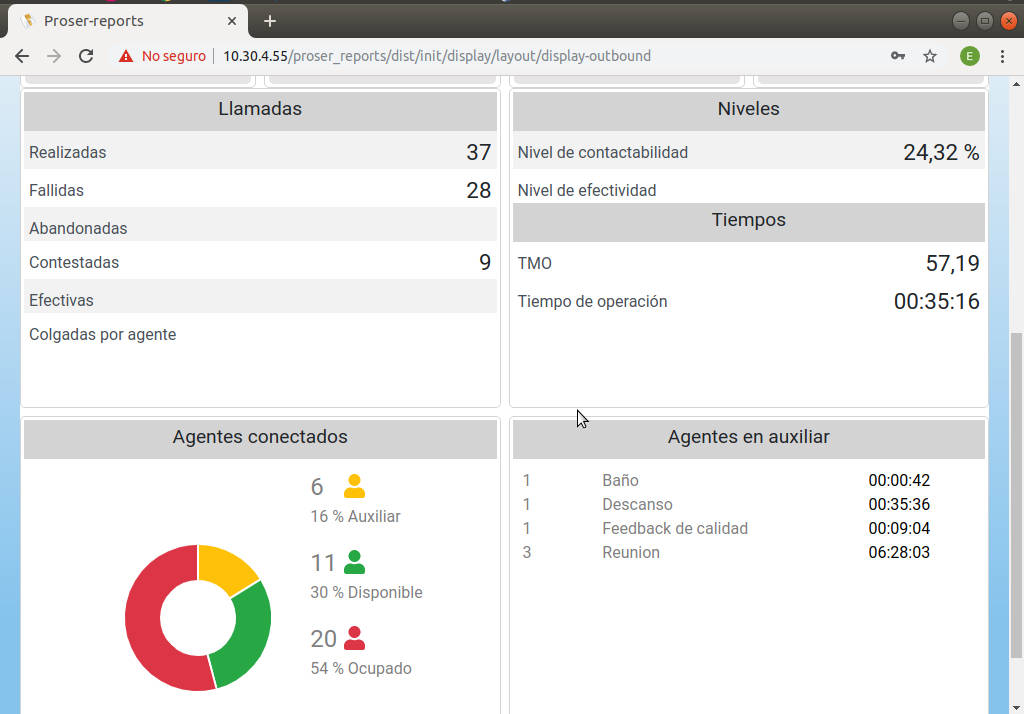 Proser-reports
No seguro 10.30.4.55/proser_reports/dist/init/display/layout/display-outbound
E
Llamadas
Realizadas 37
Fallidas 28
Abandonadas
Contestadas 9
Efectivas
Colgadas por agente
Niveles
Nivel de contactabilidad 24,32 %
Nivel de efectividad
Tiempos
TMO 57,19
Tiempo de operación 00:35:16
Agentes conectados
6
16 % Auxiliar
11
30 % Disponible
20
54 % Ocupado
Agentes en auxiliar
1 Baño 00:00:42
1 Descanso 00:35:36
1 Feedback de calidad 00:09:04
3 Reunion 06:28:03